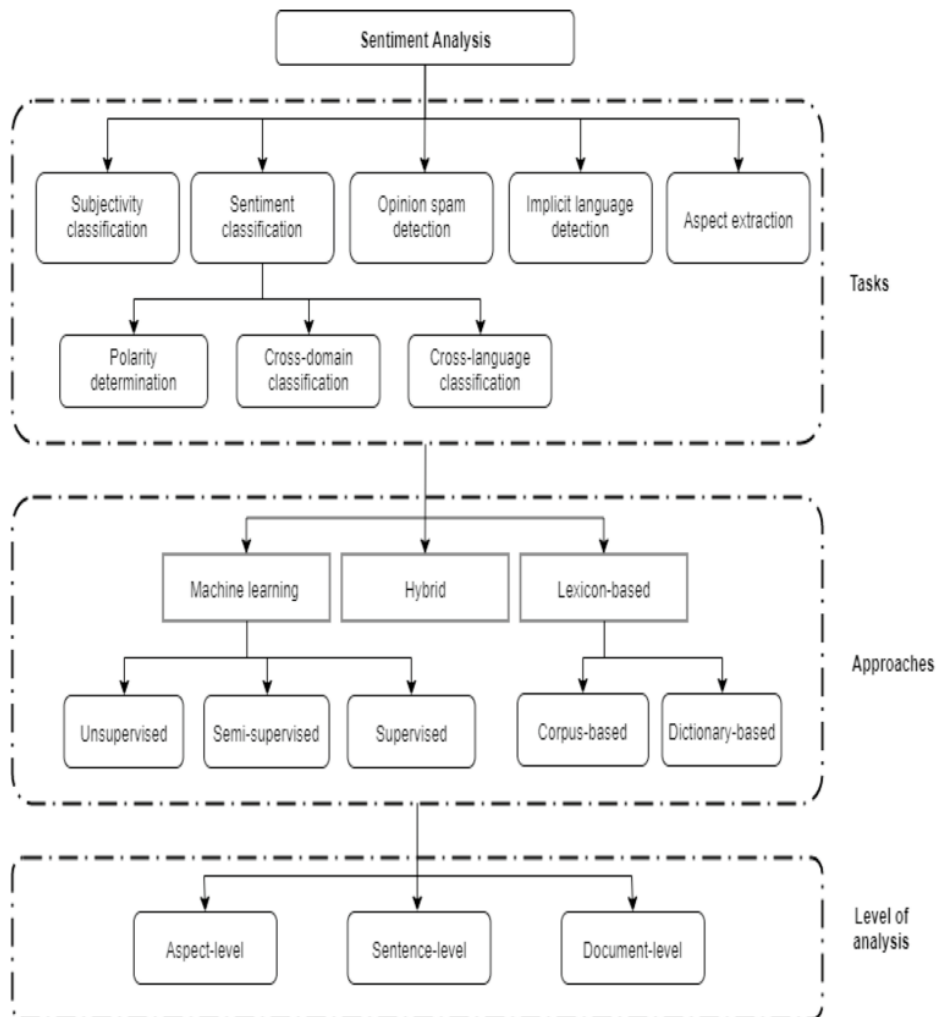 Sentiment Analysis
Subjectivity
classification
Sentiment
classification
Opinion spam
detection
Implicit language
detection
Aspect extraction
Tasks
Polarity
determination
Cross-domain
classification
Cross-language
classification
Machine learning
Hybrid
Lexicon-based
Approaches
Unsupervised
Semi-supervised
Supervised
Corpus-based
Dictionary-based
Aspect-level
Sentence-level
Document-level
Level of
analysis